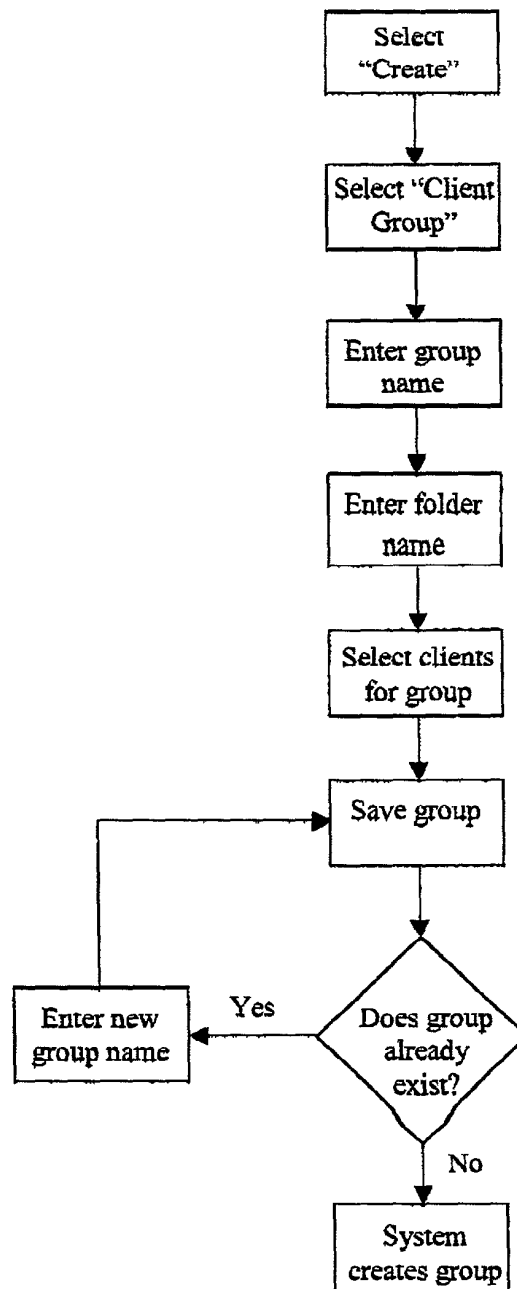 Select
“Create”
Select “Client
Group”
Enter group
name
Enter folder
name
Select clients
for group
Save group
Does group
already
exist?
Yes
Enter new
group name
No
System
creates group